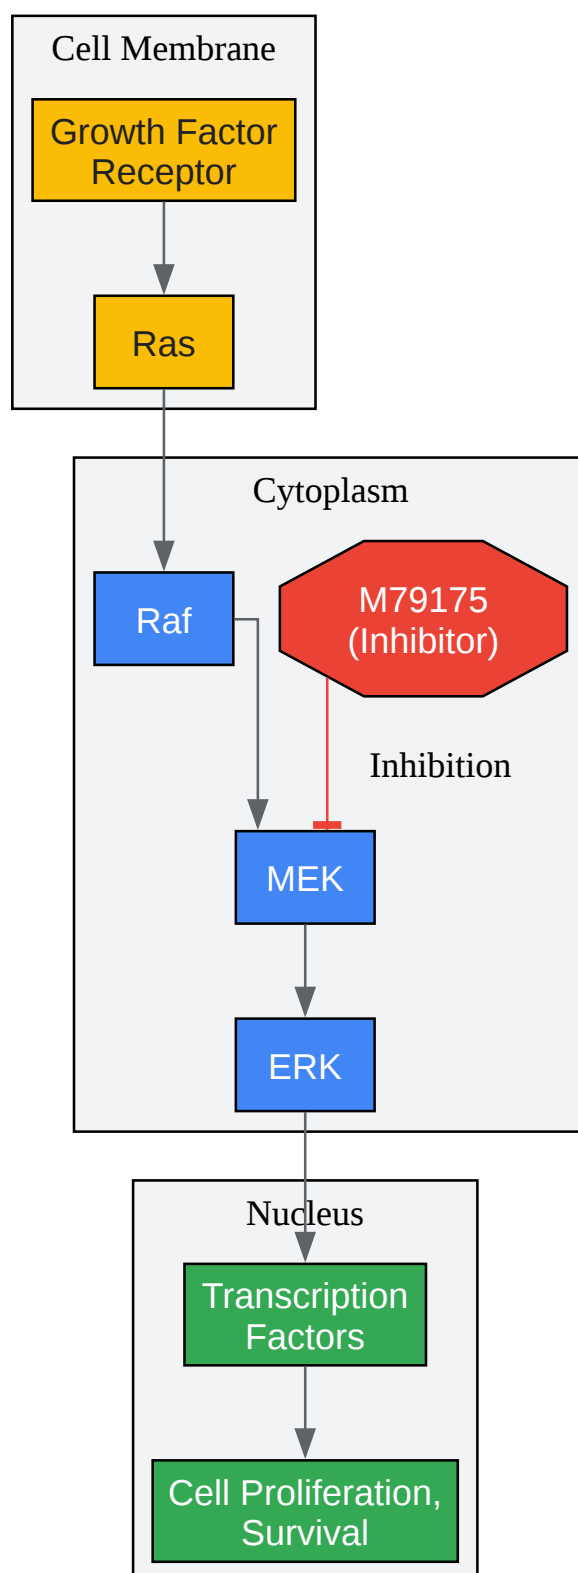 Cell Membrane
Growth Factor
Receptor
Ras
Cytoplasm
Raf
M79175
(Inhibitor)
Inhibition
MEK
ERK
Nucleus
Transcription
Factors
Cell Proliferation,
Survival